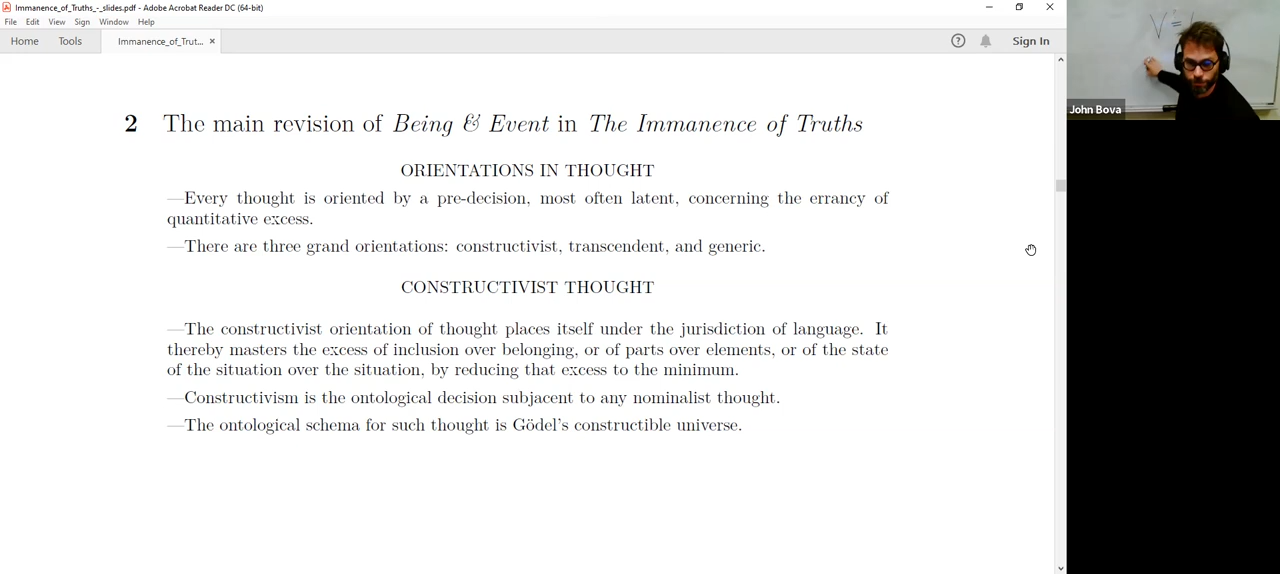 Immanence_of_Truths_-_slides.pdf - Adobe Acrobat Reader DC (64-bit)
File Edit View Sign Window Help
Home Tools Immanence_of_Trut... × Sign In
2 The main revision of Being & Event in The Immanence of Truths
ORIENTATIONS IN THOUGHT
—Every thought is oriented by a pre-decision, most often latent, concerning the errancy of
quantitative excess.
—There are three grand orientations: constructivist, transcendent, and generic.
CONSTRUCTIVIST THOUGHT
—The constructivist orientation of thought places itself under the jurisdiction of language. It
thereby masters the excess of inclusion over belonging, or of parts over elements, or of the state
of the situation over the situation, by reducing that excess to the minimum.
—Constructivism is the ontological decision subjacent to any nominalist thought.
—The ontological schema for such thought is Gödel's constructible universe.
V =
John Bova